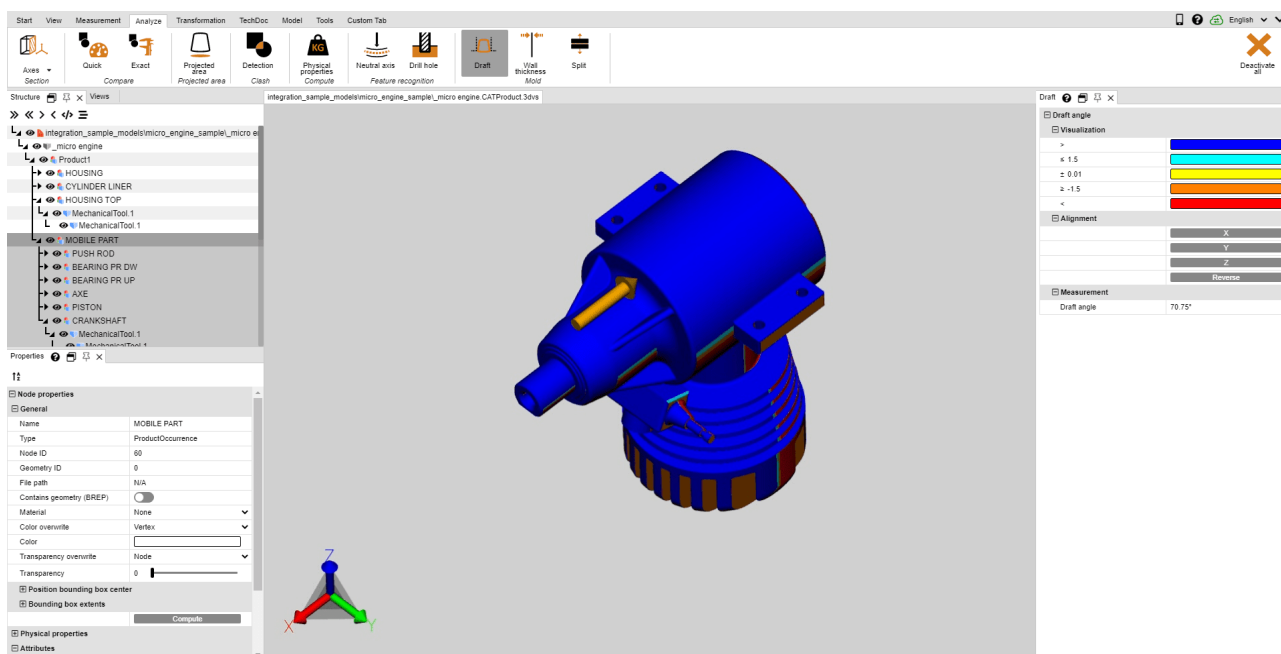 Start View Measurement Analyze Transformation TechDoc Model Tools Custom Tab English
Axes Quick Exact Projected area Detection KG Physical properties Neutral axis Drill hole Draft Wall thickness Split Deactivate all
Section Compare Projected area Clash Compute Feature recognition Mold
Structure Views
integration_sample_models\micro_engine_sample\_micro engine.CATProduct.3dvs
integration_sample_models\micro_engine_sample\_micro
_micro engine
Product1
HOUSING
CYLINDER LINER
HOUSING TOP
MechanicalTool.1
MechanicalTool.1
MOBILE PART
PUSH ROD
BEARING PR DW
BEARING PR UP
AXE
PISTON
CRANKSHAFT
MechanicalTool.1
MechanicalTool.1
Properties
Node properties
General
Name MOBILE PART
Type ProductOccurrence
Node ID 60
Geometry ID 0
File path N/A
Contains geometry (BREP)
Material None
Color overwrite Vertex
Color
Transparency overwrite Node
Transparency 0
Position bounding box center
Bounding box extents
Compute
Physical properties
Attributes
Z
X
Y
Draft
Draft angle
Visualization
>
≤ 1.5
± 0.01
≥ -1.5
<
Alignment
X
Y
Z
Reverse
Measurement
Draft angle 70.75°